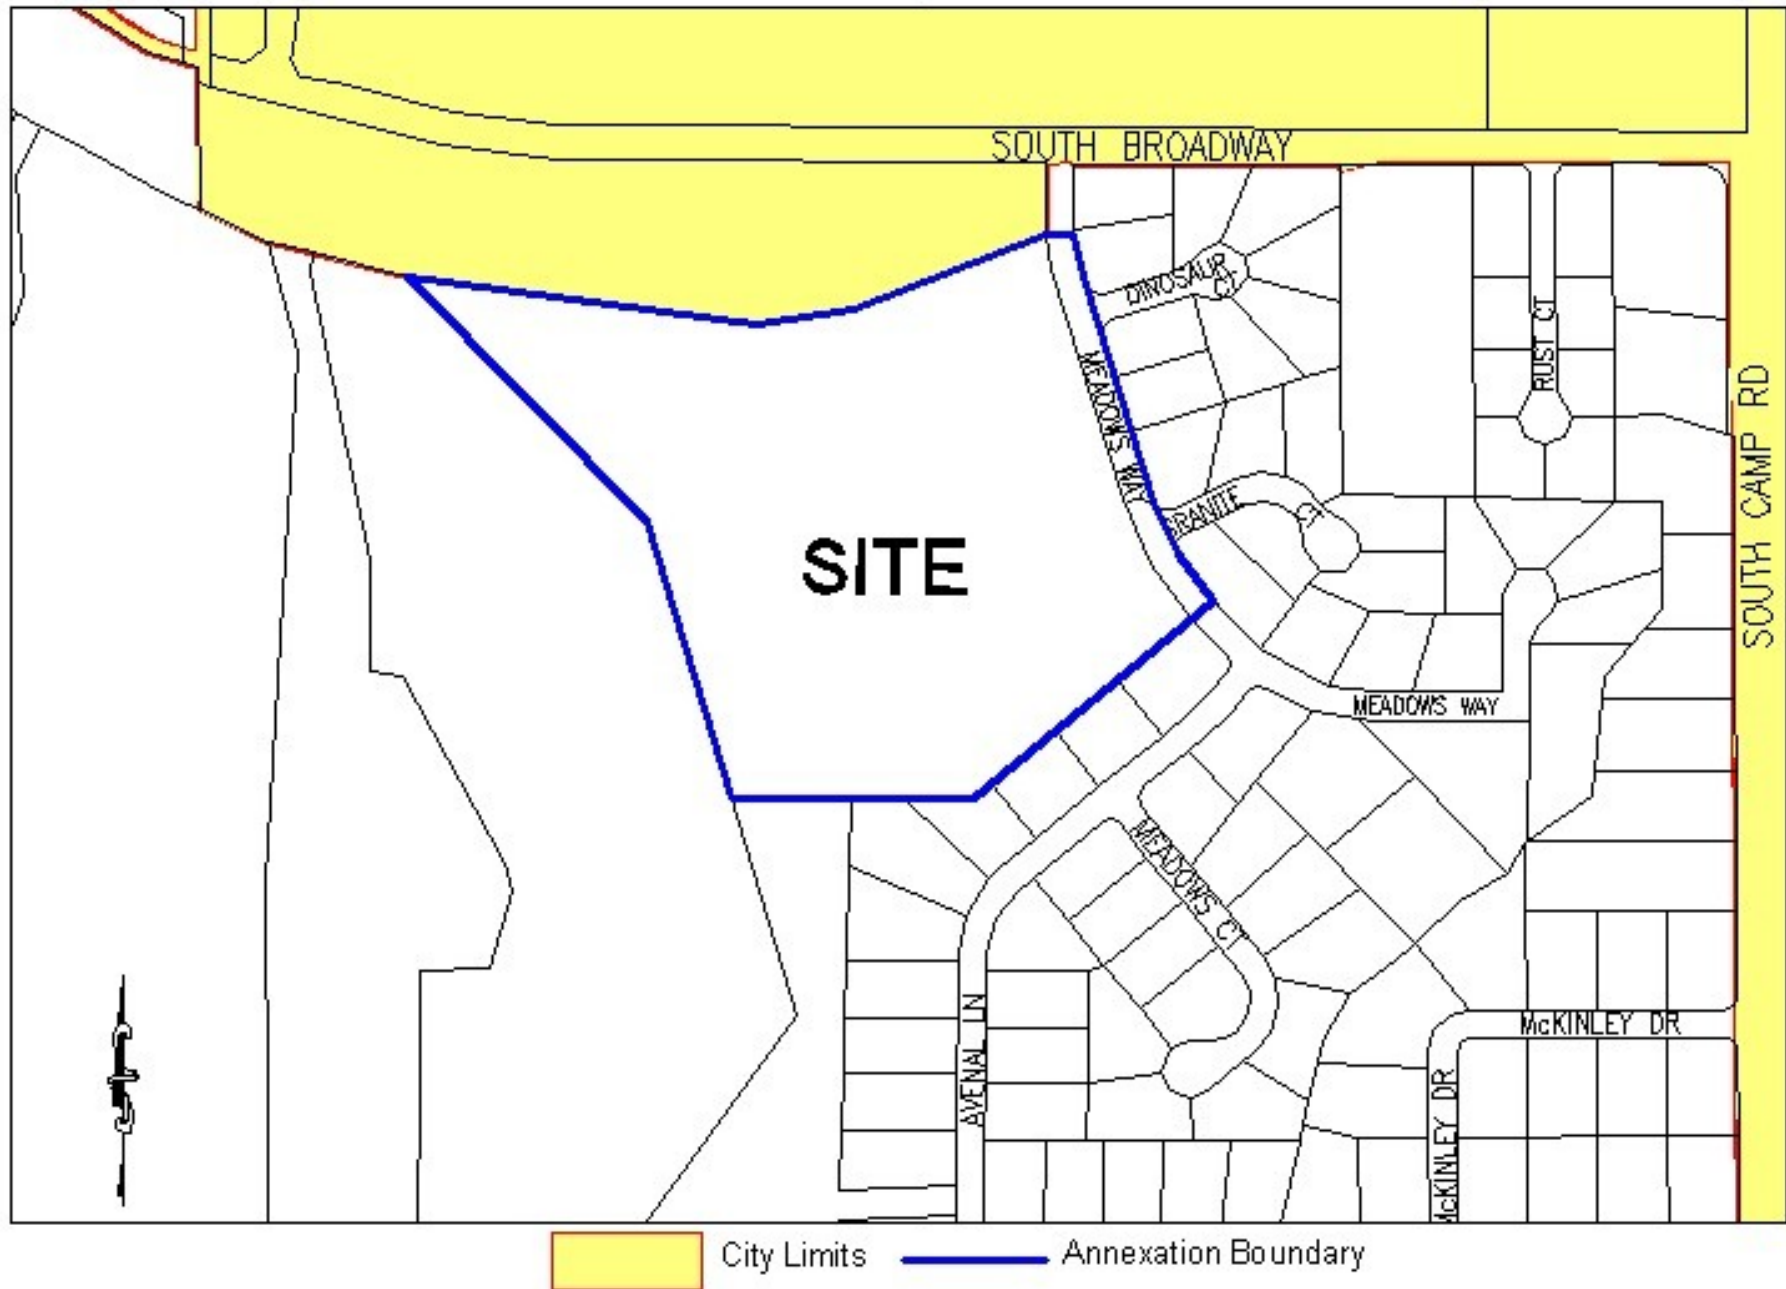 SOUTH BROADWAY
DINOSAUR CT
RUST CT
MEADOWS WAY
SOUTH CAMP RD
GRANITE CT
SITE
MEADOWS WAY
MEADOWS CT
AVENAL LN
McKINLEY DR
McKINLEY DR
City Limits
Annexation Boundary